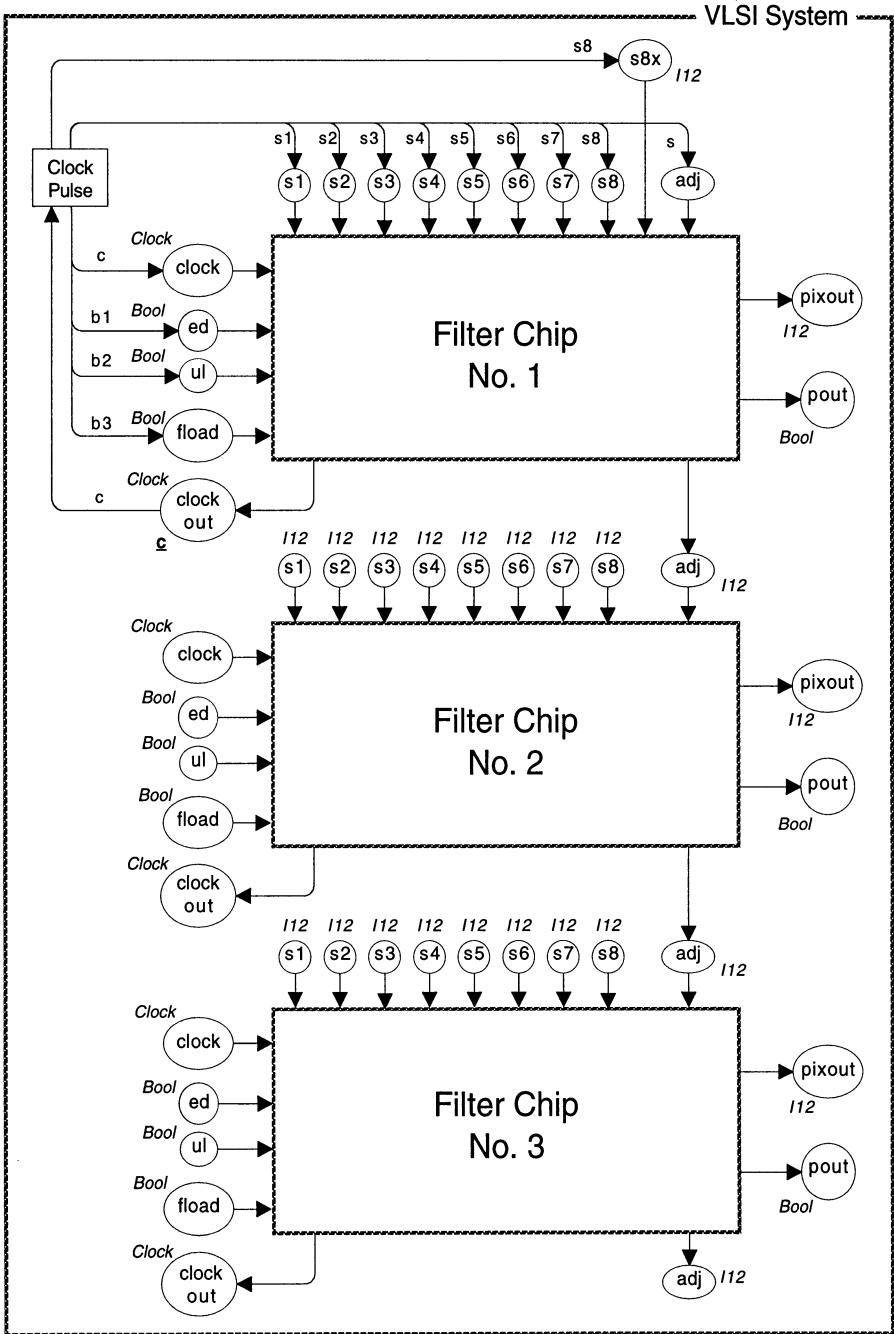 VLSI System
s8
s8x
I12
s1 s2 s3 s4 s5 s6 s7 s8 s
Clock
Pulse
s1 s2 s3 s4 s5 s6 s7 s8 adj
Clock
c
clock
b1
Bool
ed
b2
Bool
ul
b3
Bool
fload
Clock
c
clock
out
c
Filter Chip
No. 1
pixout
I12
pout
Bool
I12 I12 I12 I12 I12 I12 I12 I12
s1 s2 s3 s4 s5 s6 s7 s8 adj
I12
Clock
clock
Bool
ed
Bool
ul
Bool
fload
Clock
clock
out
Filter Chip
No. 2
pixout
I12
pout
Bool
I12 I12 I12 I12 I12 I12 I12 I12
s1 s2 s3 s4 s5 s6 s7 s8 adj
I12
Clock
clock
Bool
ed
Bool
ul
Bool
fload
Clock
clock
out
Filter Chip
No. 3
pixout
I12
pout
Bool
adj
I12